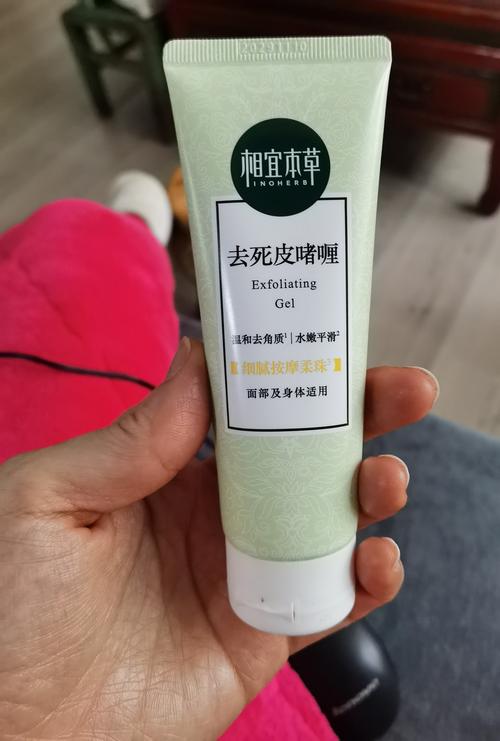 20291110
相宜本草
INOHERB
去死皮啫喱
Exfoliating
Gel
温和去角质¹|水嫩平滑²
【细腻按摩柔珠³】
面部及身体适用